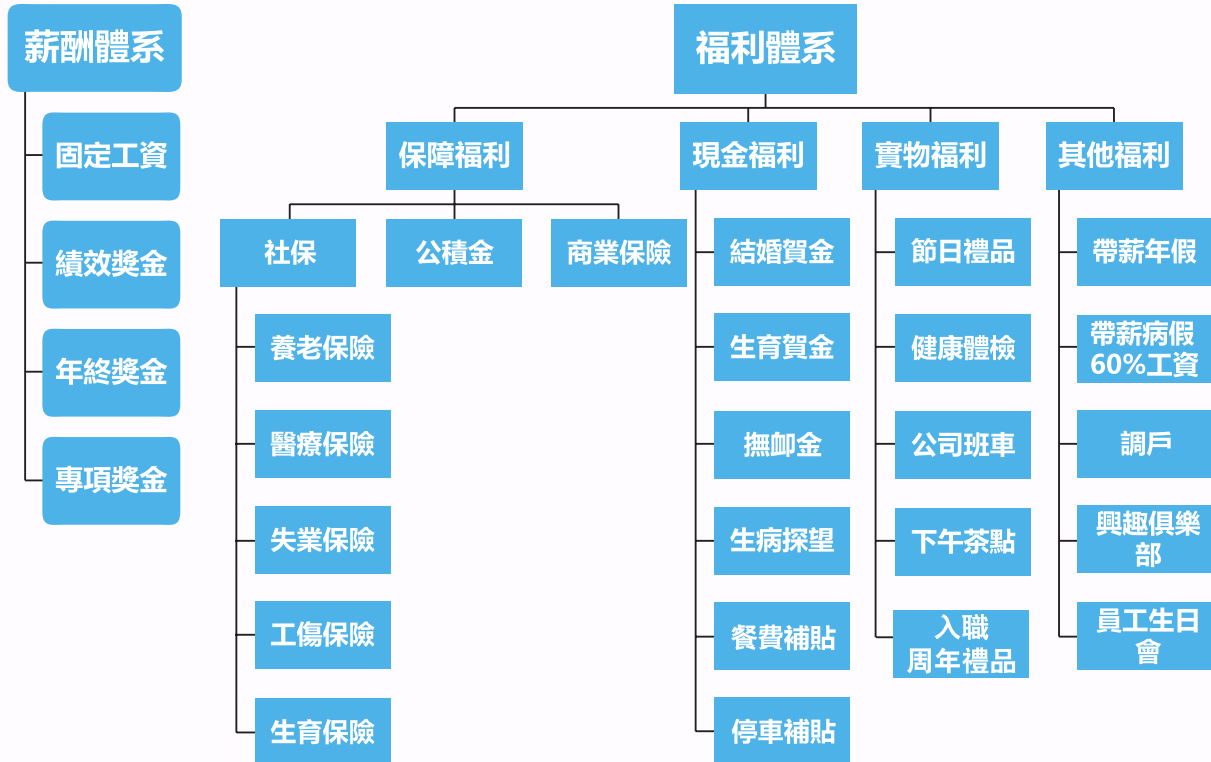 薪酬體系
固定工資
績效獎金
年終獎金
專項獎金
福利體系
保障福利
社保
養老保險
醫療保險
失業保險
工傷保險
生育保險
公積金
商業保險
現金福利
結婚賀金
生育賀金
撫卹金
生病探望
餐費補貼
停車補貼
實物福利
節日禮品
健康體檢
公司班車
下午茶點
入職
周年禮品
其他福利
帶薪年假
帶薪病假
60%工資
調戶
興趣俱樂
部
員工生日
會